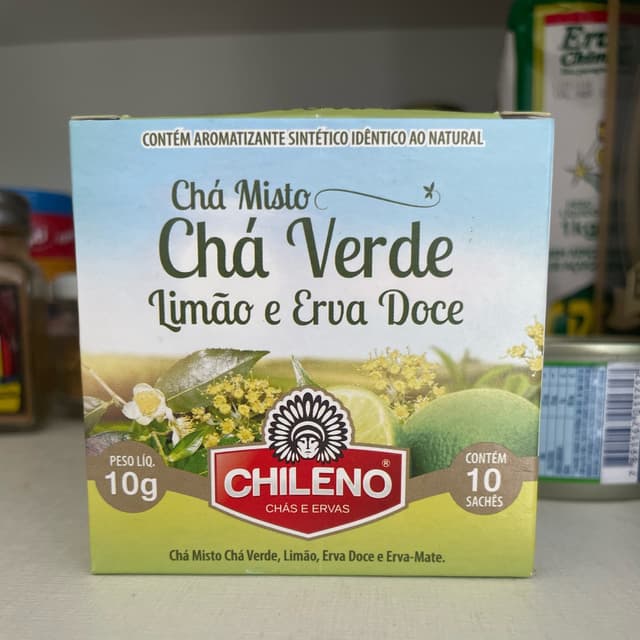 CONTÉM AROMATIZANTE SINTÉTICO IDÊNTICO AO NATURAL
Chá Misto
Chá Verde
Limão e Erva Doce
PESO LÍQ.
10g
CHILENO®
CHÁS E ERVAS
CONTÉM
10
SACHÊS
Chá Misto Chá Verde, Limão, Erva Doce e Erva-Mate.
1kg